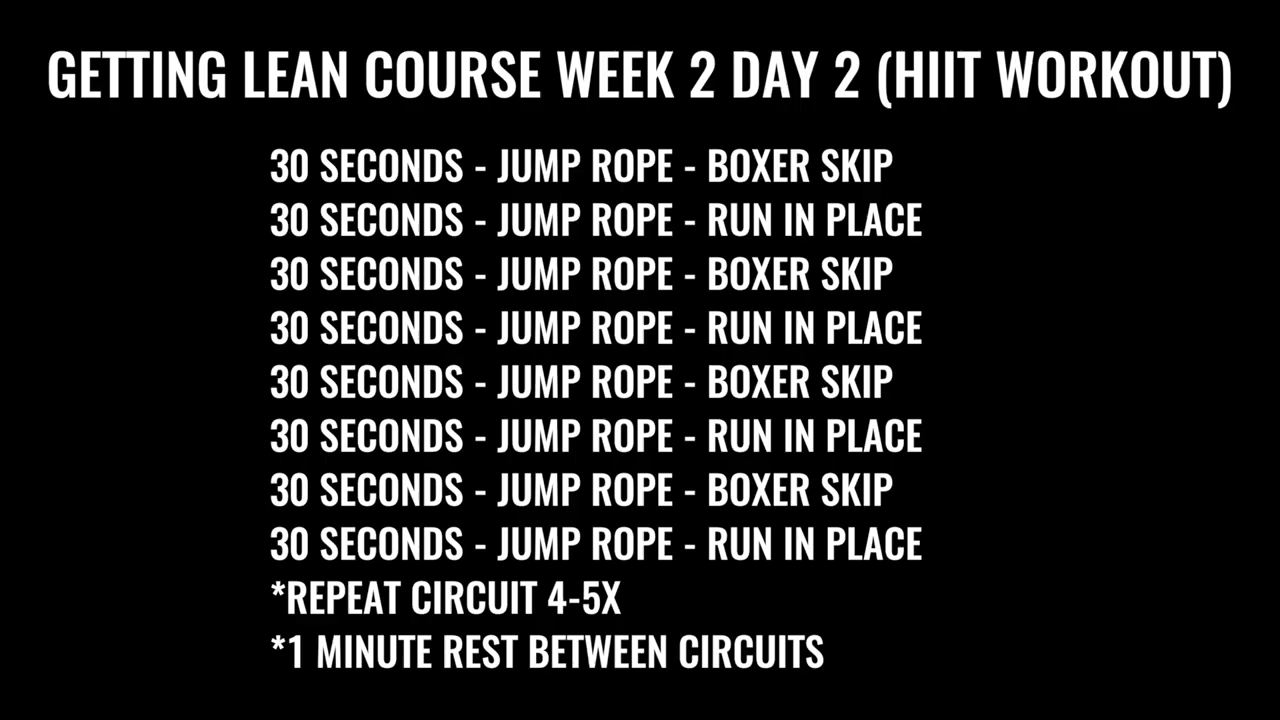 GETTING LEAN COURSE WEEK 2 DAY 2 (HIIT WORKOUT)
30 SECONDS - JUMP ROPE - BOXER SKIP
30 SECONDS - JUMP ROPE - RUN IN PLACE
30 SECONDS - JUMP ROPE - BOXER SKIP
30 SECONDS - JUMP ROPE - RUN IN PLACE
30 SECONDS - JUMP ROPE - BOXER SKIP
30 SECONDS - JUMP ROPE - RUN IN PLACE
30 SECONDS - JUMP ROPE - BOXER SKIP
30 SECONDS - JUMP ROPE - RUN IN PLACE
*REPEAT CIRCUIT 4-5X
*1 MINUTE REST BETWEEN CIRCUITS